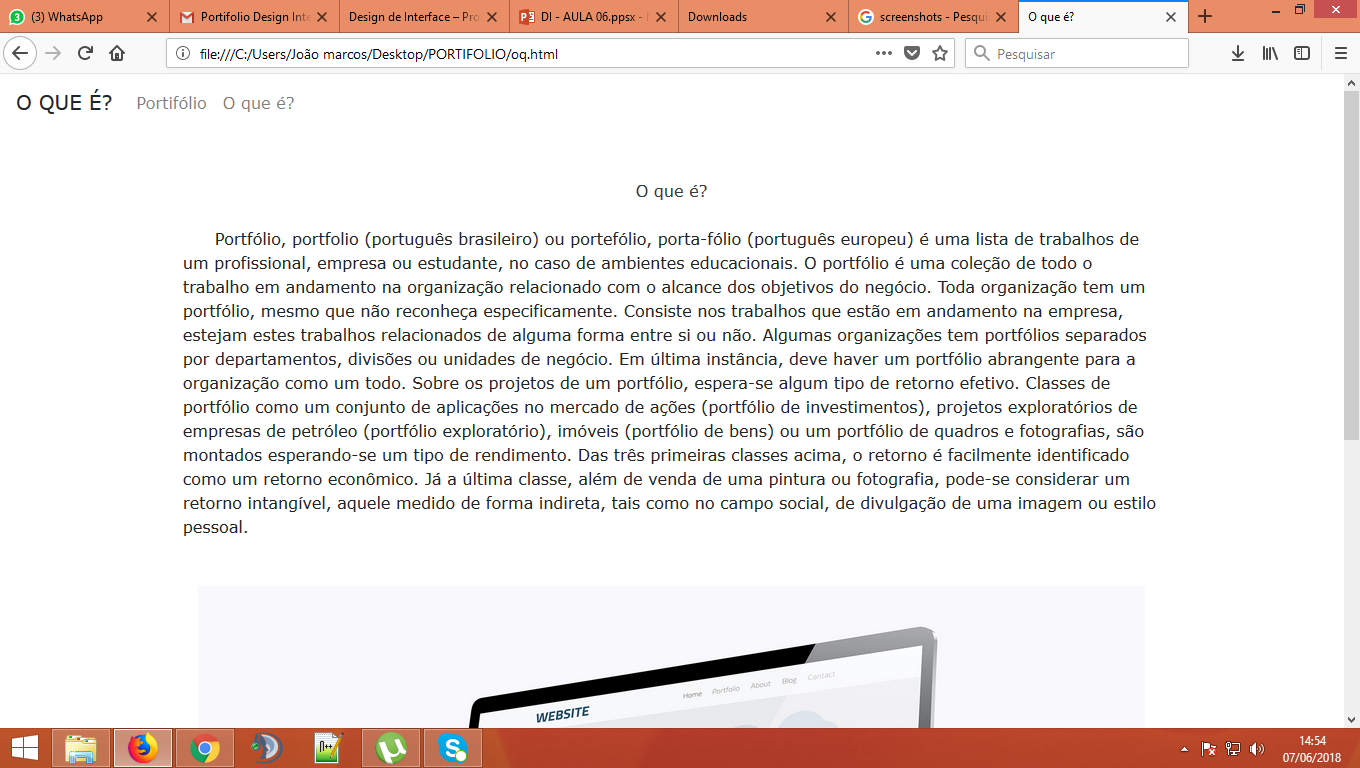 (3) WhatsApp
Portifolio Design Inte
Design de Interface – Pro
DI - AULA 06.ppsx -
Downloads
screenshots - Pesqui
O que é?
file:///C:/Users/João marcos/Desktop/PORTIFOLIO/oq.html
Pesquisar
O QUE É? Portifólio O que é?
O que é?
Portfólio, portfolio (português brasileiro) ou portefólio, porta-fólio (português europeu) é uma lista de trabalhos de
um profissional, empresa ou estudante, no caso de ambientes educacionais. O portfólio é uma coleção de todo o
trabalho em andamento na organização relacionado com o alcance dos objetivos do negócio. Toda organização tem um
portfólio, mesmo que não reconheça especificamente. Consiste nos trabalhos que estão em andamento na empresa,
estejam estes trabalhos relacionados de alguma forma entre si ou não. Algumas organizações tem portfólios separados
por departamentos, divisões ou unidades de negócio. Em última instância, deve haver um portfólio abrangente para a
organização como um todo. Sobre os projetos de um portfólio, espera-se algum tipo de retorno efetivo. Classes de
portfólio como um conjunto de aplicações no mercado de ações (portfólio de investimentos), projetos exploratórios de
empresas de petróleo (portfólio exploratório), imóveis (portfólio de bens) ou um portfólio de quadros e fotografias, são
montados esperando-se um tipo de rendimento. Das três primeiras classes acima, o retorno é facilmente identificado
como um retorno econômico. Já a última classe, além de venda de uma pintura ou fotografia, pode-se considerar um
retorno intangível, aquele medido de forma indireta, tais como no campo social, de divulgação de uma imagem ou estilo
pessoal.
Home Portfolio About Blog Contact
WEBSITE
14:54
07/06/2018